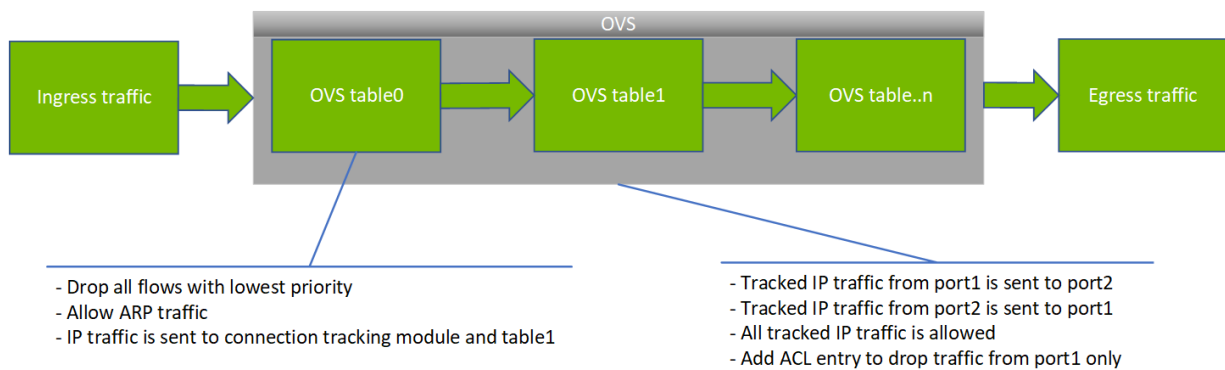 OVS
Ingress traffic
OVS table0
OVS table1
OVS table..n
Egress traffic
- Drop all flows with lowest priority
- Allow ARP traffic
- IP traffic is sent to connection tracking module and table1
- Tracked IP traffic from port1 is sent to port2
- Tracked IP traffic from port2 is sent to port1
- All tracked IP traffic is allowed
- Add ACL entry to drop traffic from port1 only